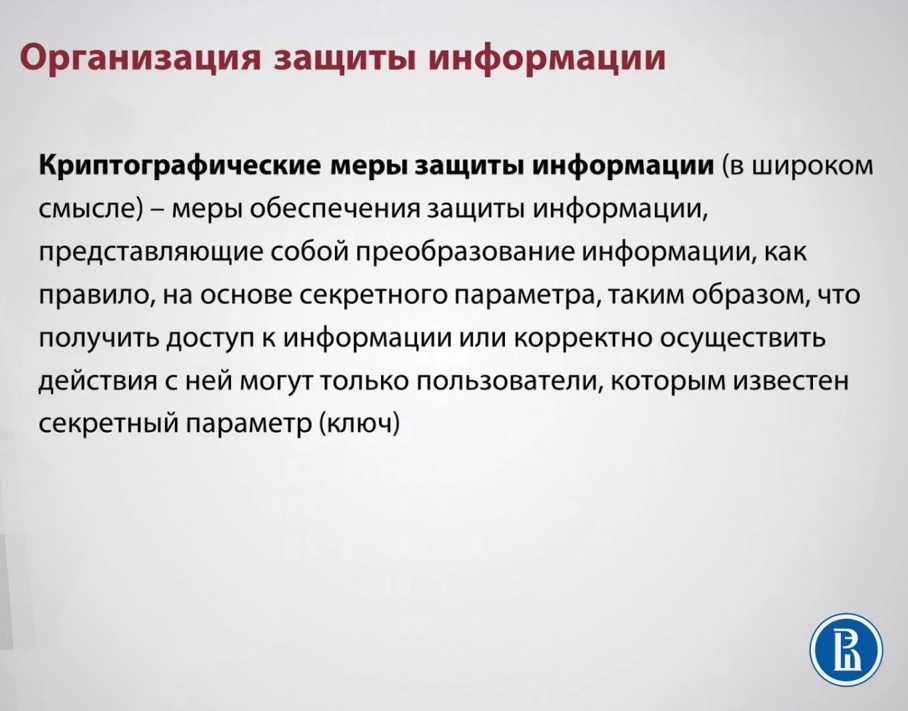 Организация защиты информации
Криптографические меры защиты информации (в широком
смысле) – меры обеспечения защиты информации,
представляющие собой преобразование информации, как
правило, на основе секретного параметра, таким образом, что
получить доступ к информации или корректно осуществить
действия с ней могут только пользователи, которым известен
секретный параметр (ключ)